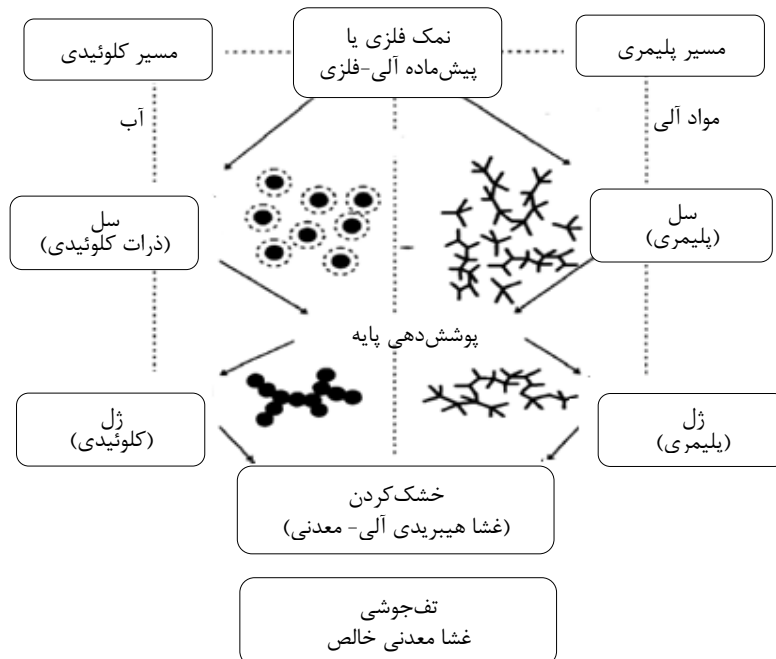 مسیر پلیمری
نمک فلزی یا
پیش‌ماده آلی-فلزی
مسیر کلوئیدی
مواد آلی
آب
سل
(پلیمری)
سل
(ذرات کلوئیدی)
پوشش‌دهی پایه
ژل
(پلیمری)
ژل
(کلوئیدی)
خشک‌کردن
(غشا هیبریدی آلی- معدنی)
تف‌جوشی
غشا معدنی خالص